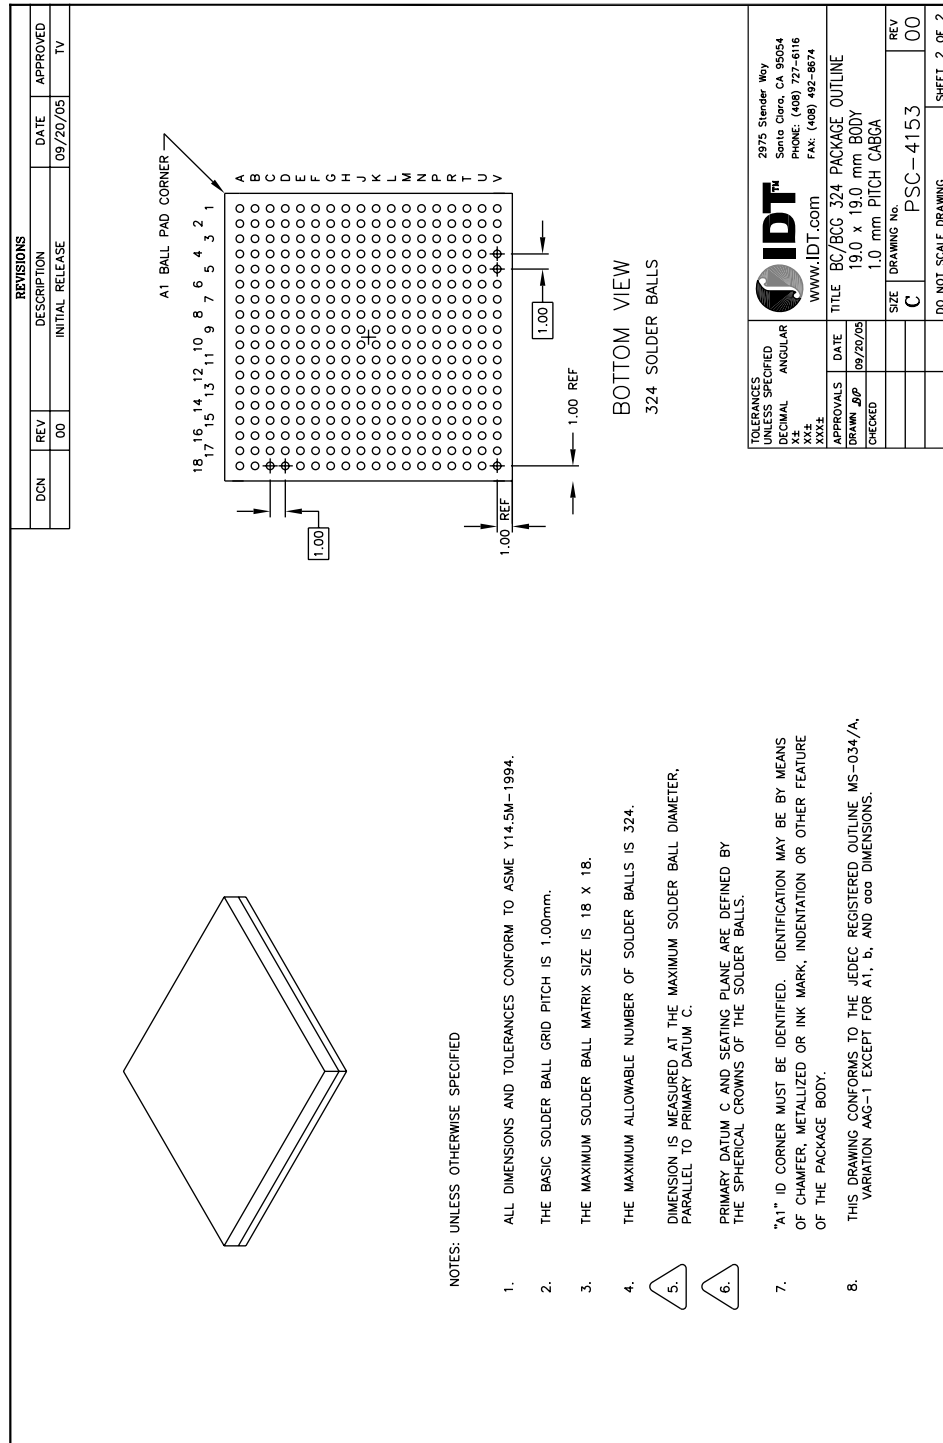 REVISIONS
DCN REV DESCRIPTION DATE APPROVED
00 INITIAL RELEASE 09/20/05 TV
A1 BALL PAD CORNER
18 16 14 12 10 8 6 4 2
17 15 13 11 9 7 5 3 1
A
B
C
D
E
F
G
H
J
K
L
M
N
P
R
T
U
V
1.00
1.00
1.00 REF
1.00 REF
BOTTOM VIEW
324 SOLDER BALLS
NOTES: UNLESS OTHERWISE SPECIFIED
1. ALL DIMENSIONS AND TOLERANCES CONFORM TO ASME Y14.5M-1994.
2. THE BASIC SOLDER BALL GRID PITCH IS 1.00mm.
3. THE MAXIMUM SOLDER BALL MATRIX SIZE IS 18 X 18.
4. THE MAXIMUM ALLOWABLE NUMBER OF SOLDER BALLS IS 324.
5. DIMENSION IS MEASURED AT THE MAXIMUM SOLDER BALL DIAMETER,
PARALLEL TO PRIMARY DATUM C.
6. PRIMARY DATUM C AND SEATING PLANE ARE DEFINED BY
THE SPHERICAL CROWNS OF THE SOLDER BALLS.
7. "A1" ID CORNER MUST BE IDENTIFIED. IDENTIFICATION MAY BE BY MEANS
OF CHAMFER, METALLIZED OR INK MARK, INDENTATION OR OTHER FEATURE
OF THE PACKAGE BODY.
8. THIS DRAWING CONFORMS TO THE JEDEC REGISTERED OUTLINE MS-034/A,
VARIATION AAG-1 EXCEPT FOR A1, b, AND aaa DIMENSIONS.
TOLERANCES
UNLESS SPECIFIED
DECIMAL ANGULAR
X±
XX±
XXX±
APPROVALS DATE
DRAWN 09/20/05
CHECKED
IDT™
www.IDT.com
2975 Stender Way
Santa Clara, CA 95054
PHONE: (408) 727-6116
FAX: (408) 492-8674
TITLE BC/BCG 324 PACKAGE OUTLINE
19.0 x 19.0 mm BODY
1.0 mm PITCH CABGA
SIZE DRAWING No. REV
C PSC-4153 00
DO NOT SCALE DRAWING SHEET 2 OF 2